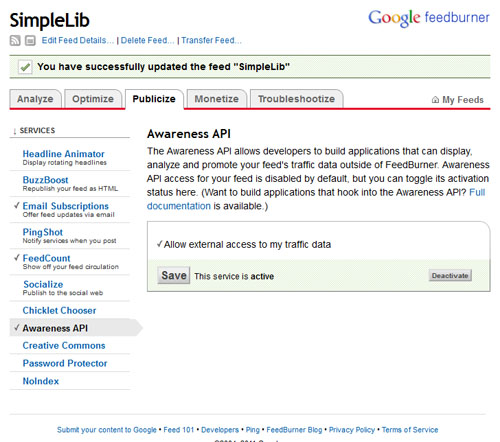 SimpleLib
Google feedburner
Edit Feed Details... | Delete Feed... | Transfer Feed...
You have successfully updated the feed "SimpleLib"
Analyze Optimize Publicize Monetize Troubleshootize My Feeds
↓ SERVICES
Headline Animator
Display rotating headlines
BuzzBoost
Republish your feed as HTML
✓ Email Subscriptions
Offer feed updates via email
PingShot
Notify services when you post
✓ FeedCount
Show off your feed circulation
Socialize
Publish to the social web
Chicklet Chooser
✓ Awareness API
Creative Commons
Password Protector
NoIndex
Awareness API
The Awareness API allows developers to build applications that can display,
analyze and promote your feed's traffic data outside of FeedBurner. Awareness
API access for your feed is disabled by default, but you can toggle its activation
status here. (Want to build applications that hook into the Awareness API? Full
documentation is available.)
✓ Allow external access to my traffic data
Save This service is active Deactivate
Submit your content to Google • Feed 101 • Developers • Ping • FeedBurner Blog • Privacy Policy • Terms of Service